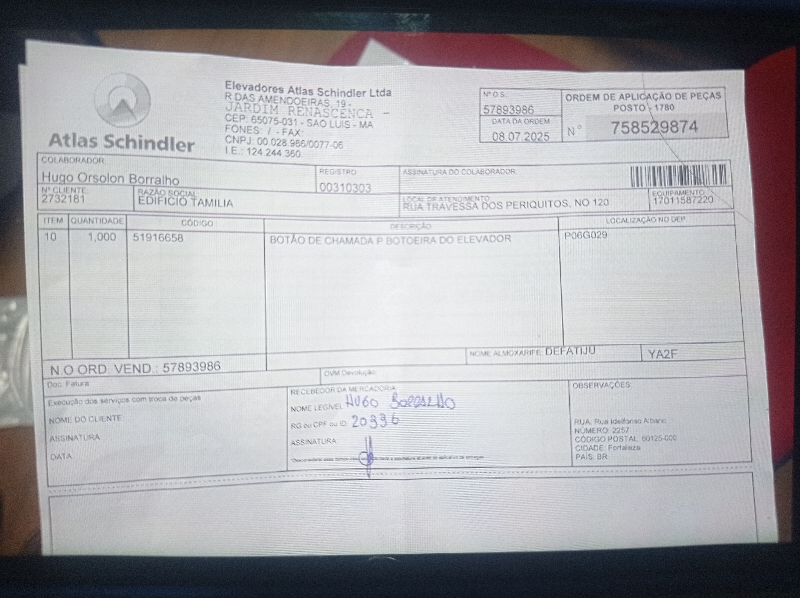 Atlas Schindler
Elevadores Atlas Schindler Ltda
R DAS AMENDOEIRAS, 19 -
JARDIM RENASCENCA -
CEP: 65075-031 - SAO LUIS - MA
FONES: / - FAX:
CNPJ: 00.028.986/0077-06
I.E.: 124.244.360
Nº O.S.
57893986
DATA DA ORDEM
08.07.2025
ORDEM DE APLICAÇÃO DE PEÇAS
POSTO - 1780
N° 758529874
COLABORADOR
Hugo Orsolon Borralho
REGISTRO
00310303
ASSINATURA DO COLABORADOR
Nº CLIENTE:
2732161
RAZÃO SOCIAL
EDIFICIO TAMILIA
LOCAL DE ATENDIMENTO
RUA TRAVESSA DOS PERIQUITOS, NO 120
EQUIPAMENTO
17011587220
ITEM QUANTIDADE CÓDIGO DESCRIÇÃO LOCALIZAÇÃO NO DEP
10 1,000 51916658 BOTÃO DE CHAMADA P BOTOEIRA DO ELEVADOR P06G029
N.O ORD. VEND.: 57893986
NOME ALMOXARIFE: DEFATIJU YA2F
Doc. Fatura
OVM Devolução:
Execução dos serviços com troca de peças
NOME DO CLIENTE:
ASSINATURA:
DATA:
RECEBEDOR DA MERCADORIA
NOME LEGÍVEL: HUGO BORRALHO
RG ou CPF ou ID: 20336
ASSINATURA:
OBSERVAÇÕES
RUA: Rua Ildefonso Albano
NÚMERO: 2257
CÓDIGO POSTAL: 60125-000
CIDADE: Fortaleza
PAÍS: BR